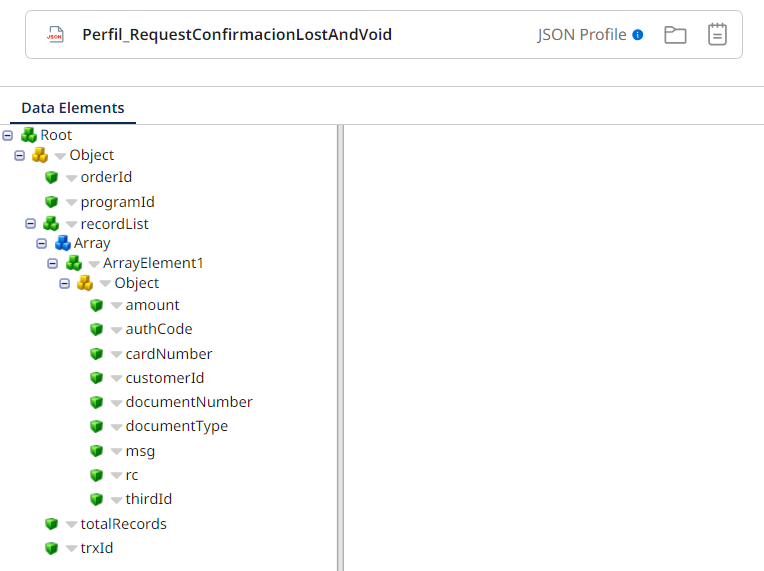 JSON
Perfil_RequestConfirmacionLostAndVoid
JSON Profile
i
Data Elements
Root
Object
orderId
programId
recordList
Array
ArrayElement1
Object
amount
authCode
cardNumber
customerId
documentNumber
documentType
msg
rc
thirdId
totalRecords
trxId